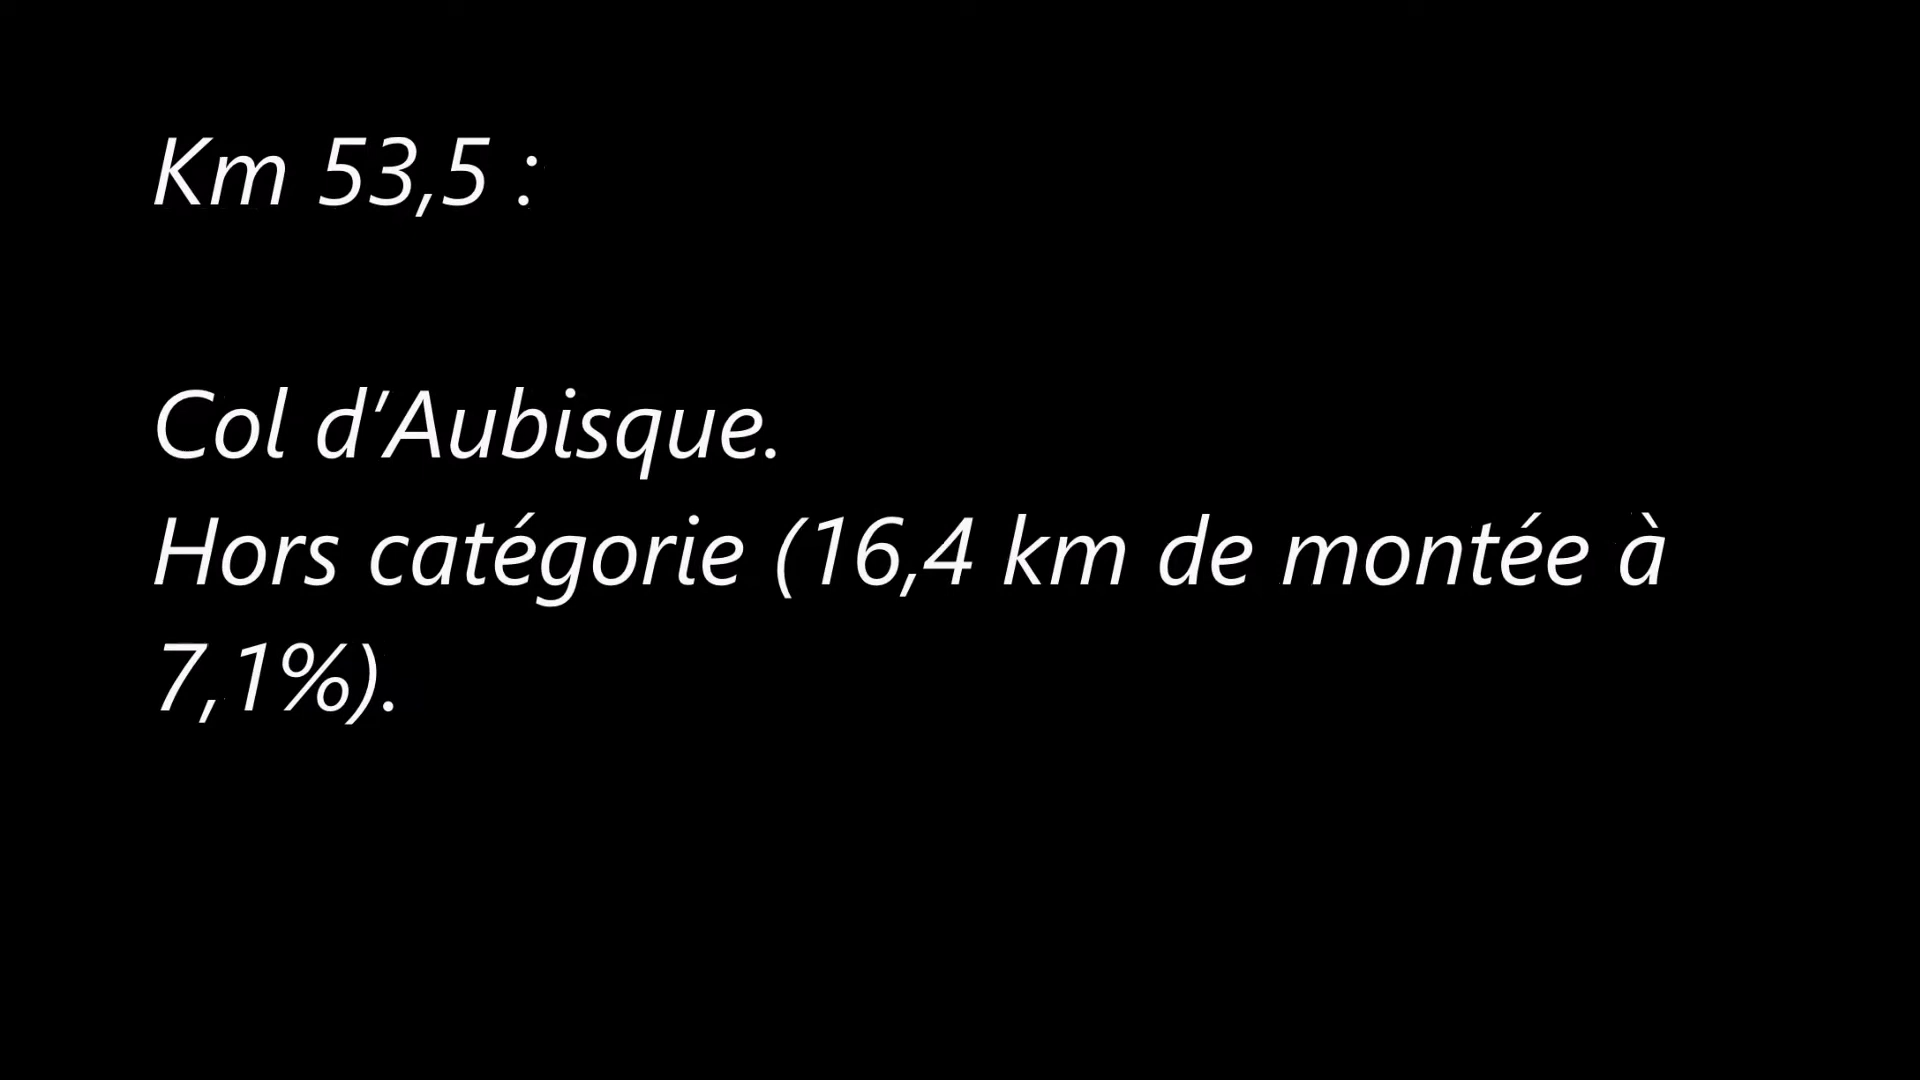 Km 53,5 :
Col d’Aubisque.
Hors catégorie (16,4 km de montée à
7,1%).